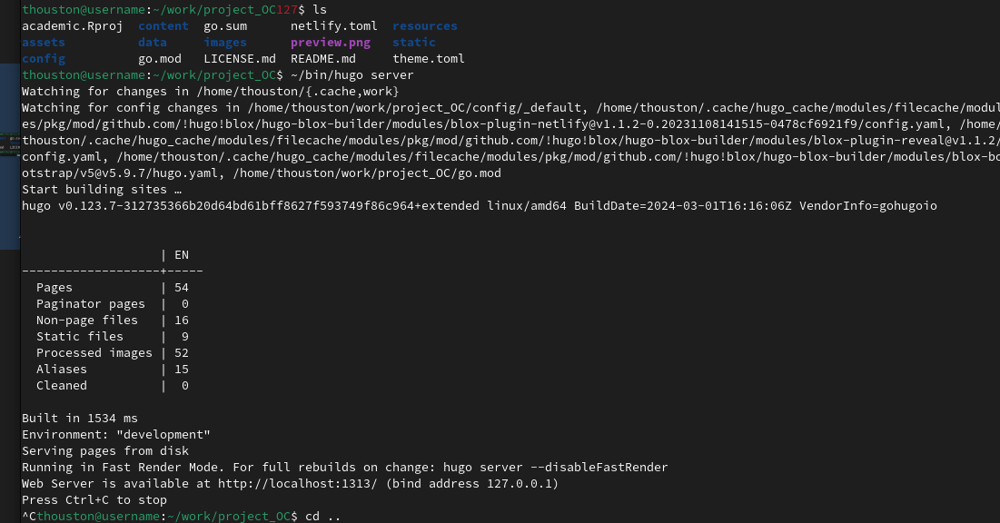 thouston@username:~/work/project_OC127$ ls
academic.Rproj  content  go.sum      netlify.toml  resources
assets          data     images      preview.png   static
config          go.mod   LICENSE.md  README.md     theme.toml
thouston@username:~/work/project_OC$ ~/bin/hugo server
Watching for changes in /home/thouston/{.cache,work}
Watching for config changes in /home/thouston/work/project_OC/config/_default, /home/thouston/.cache/hugo_cache/modules/filecache/modul
es/pkg/mod/github.com/!hugo!blox/hugo-blox-builder/modules/blox-plugin-netlify@v1.1.2-0.20231108141515-0478cf6921f9/config.yaml, /home/
thouston/.cache/hugo_cache/modules/filecache/modules/pkg/mod/github.com/!hugo!blox/hugo-blox-builder/modules/blox-plugin-reveal@v1.1.2/
config.yaml, /home/thouston/.cache/hugo_cache/modules/filecache/modules/pkg/mod/github.com/!hugo!blox/hugo-blox-builder/modules/blox-bo
otstrap/v5@v5.9.7/hugo.yaml, /home/thouston/work/project_OC/go.mod
Start building sites …
hugo v0.123.7-312735366b20d64bd61bff8627f593749f86c964+extended linux/amd64 BuildDate=2024-03-01T16:16:06Z VendorInfo=gohugoio
                   | EN
-------------------+-----
  Pages            | 54
  Paginator pages  |  0
  Non-page files   | 16
  Static files     |  9
  Processed images | 52
  Aliases          | 15
  Cleaned          |  0
Built in 1534 ms
Environment: "development"
Serving pages from disk
Running in Fast Render Mode. For full rebuilds on change: hugo server --disableFastRender
Web Server is available at http://localhost:1313/ (bind address 127.0.0.1)
Press Ctrl+C to stop
^Cthouston@username:~/work/project_OC$ cd ..